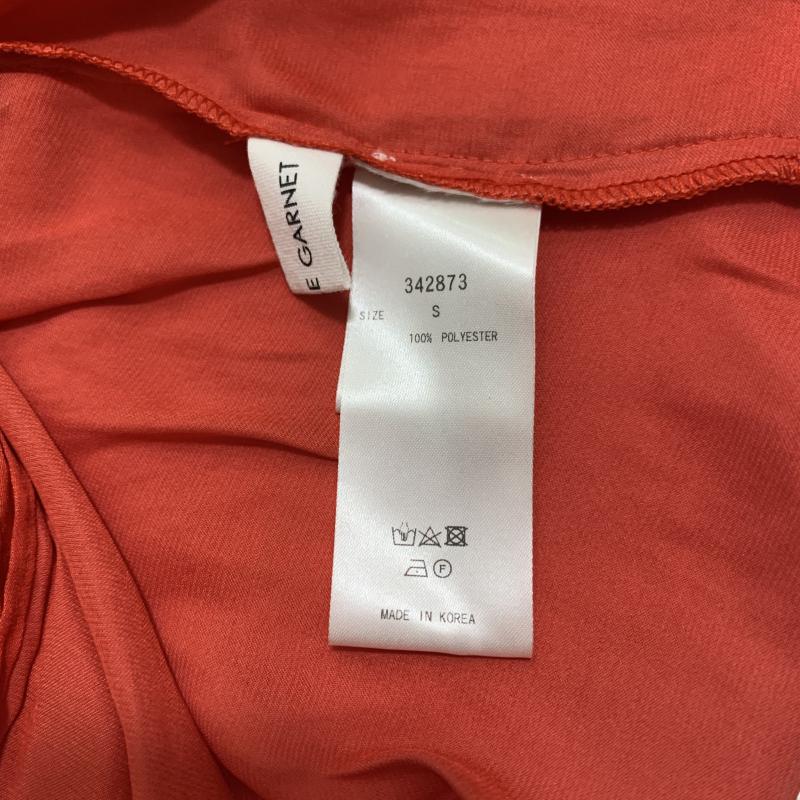 E GARNET
342873
SIZE S
100% POLYESTER
F
MADE IN KOREA